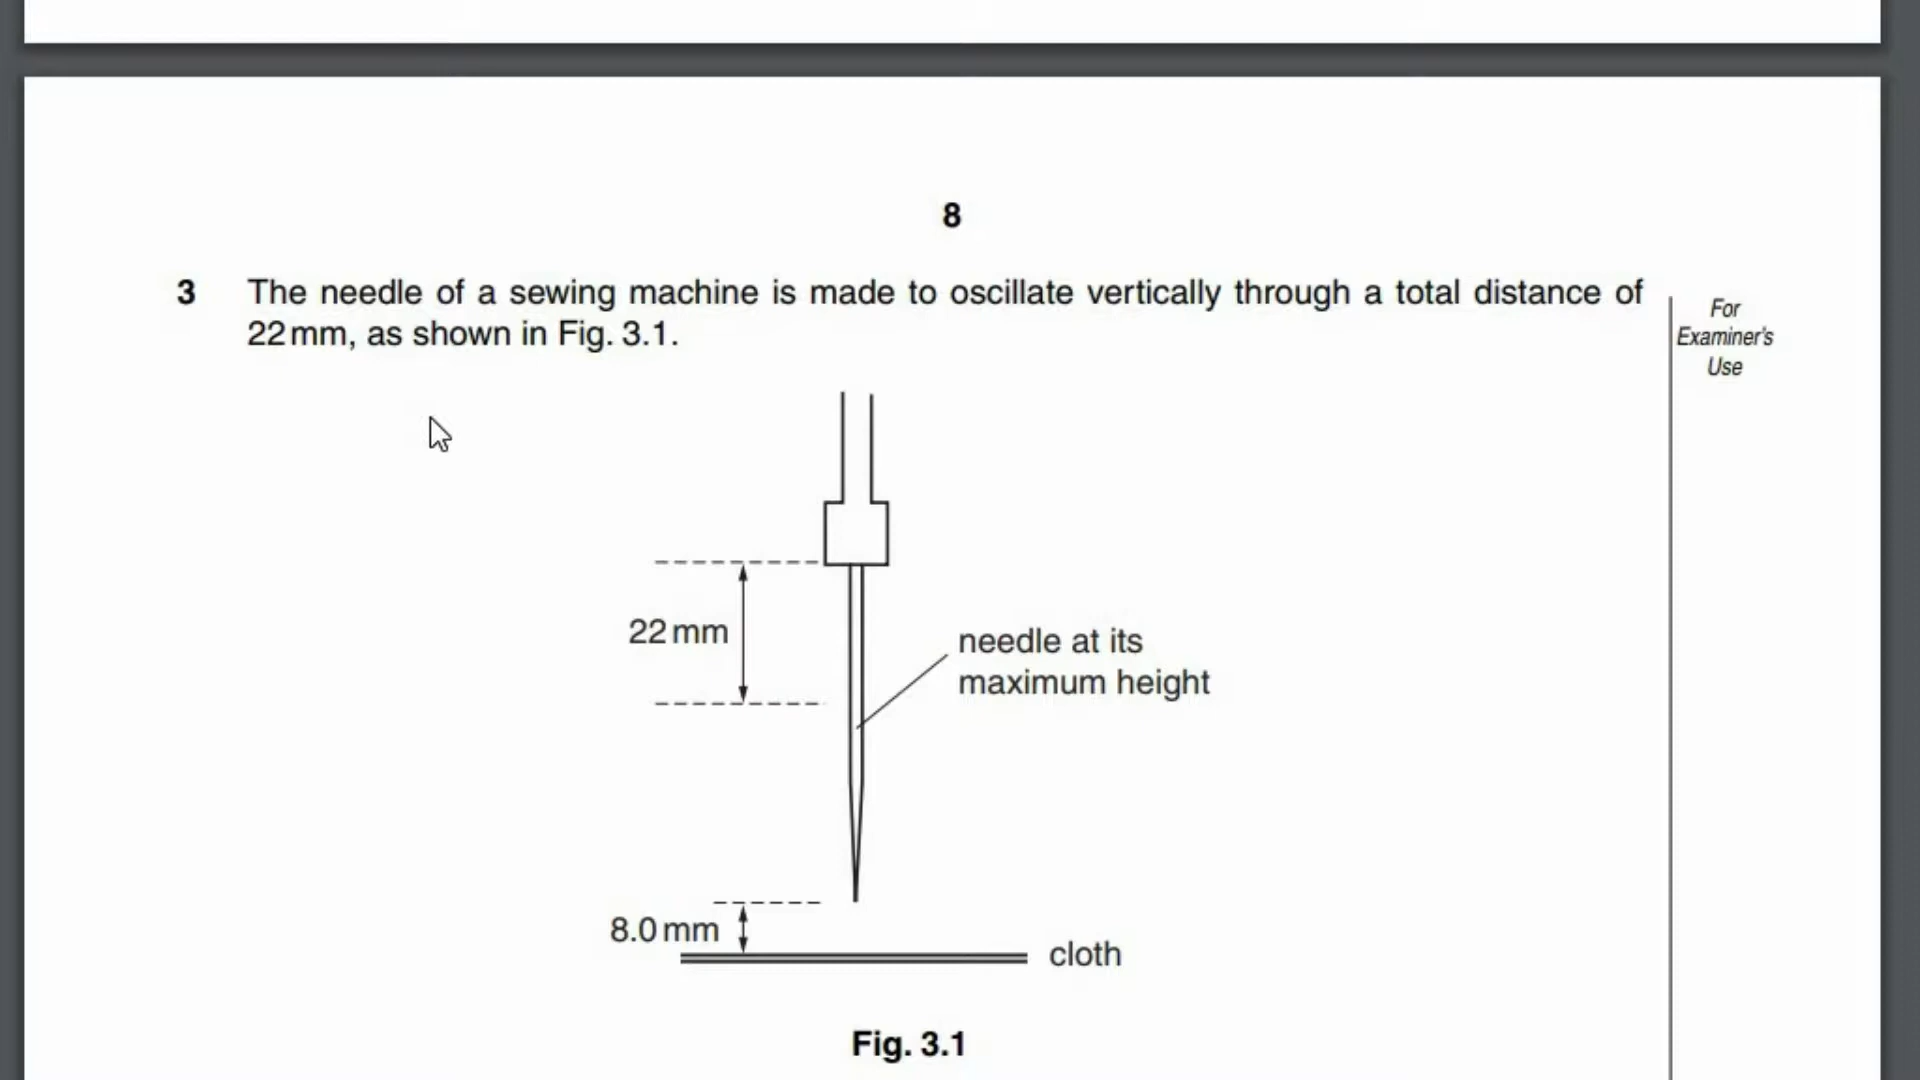 8
3 The needle of a sewing machine is made to oscillate vertically through a total distance of
22 mm, as shown in Fig. 3.1.
For
Examiner's
Use
22 mm
needle at its
maximum height
8.0 mm
cloth
Fig. 3.1